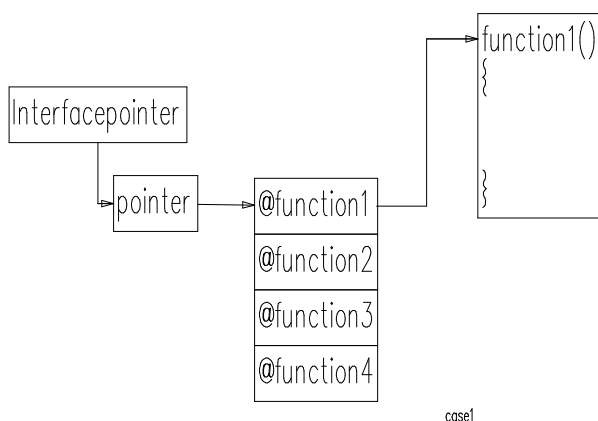 Interfacepointer
pointer
@function1
@function2
@function3
@function4
function1()
{
}
case1